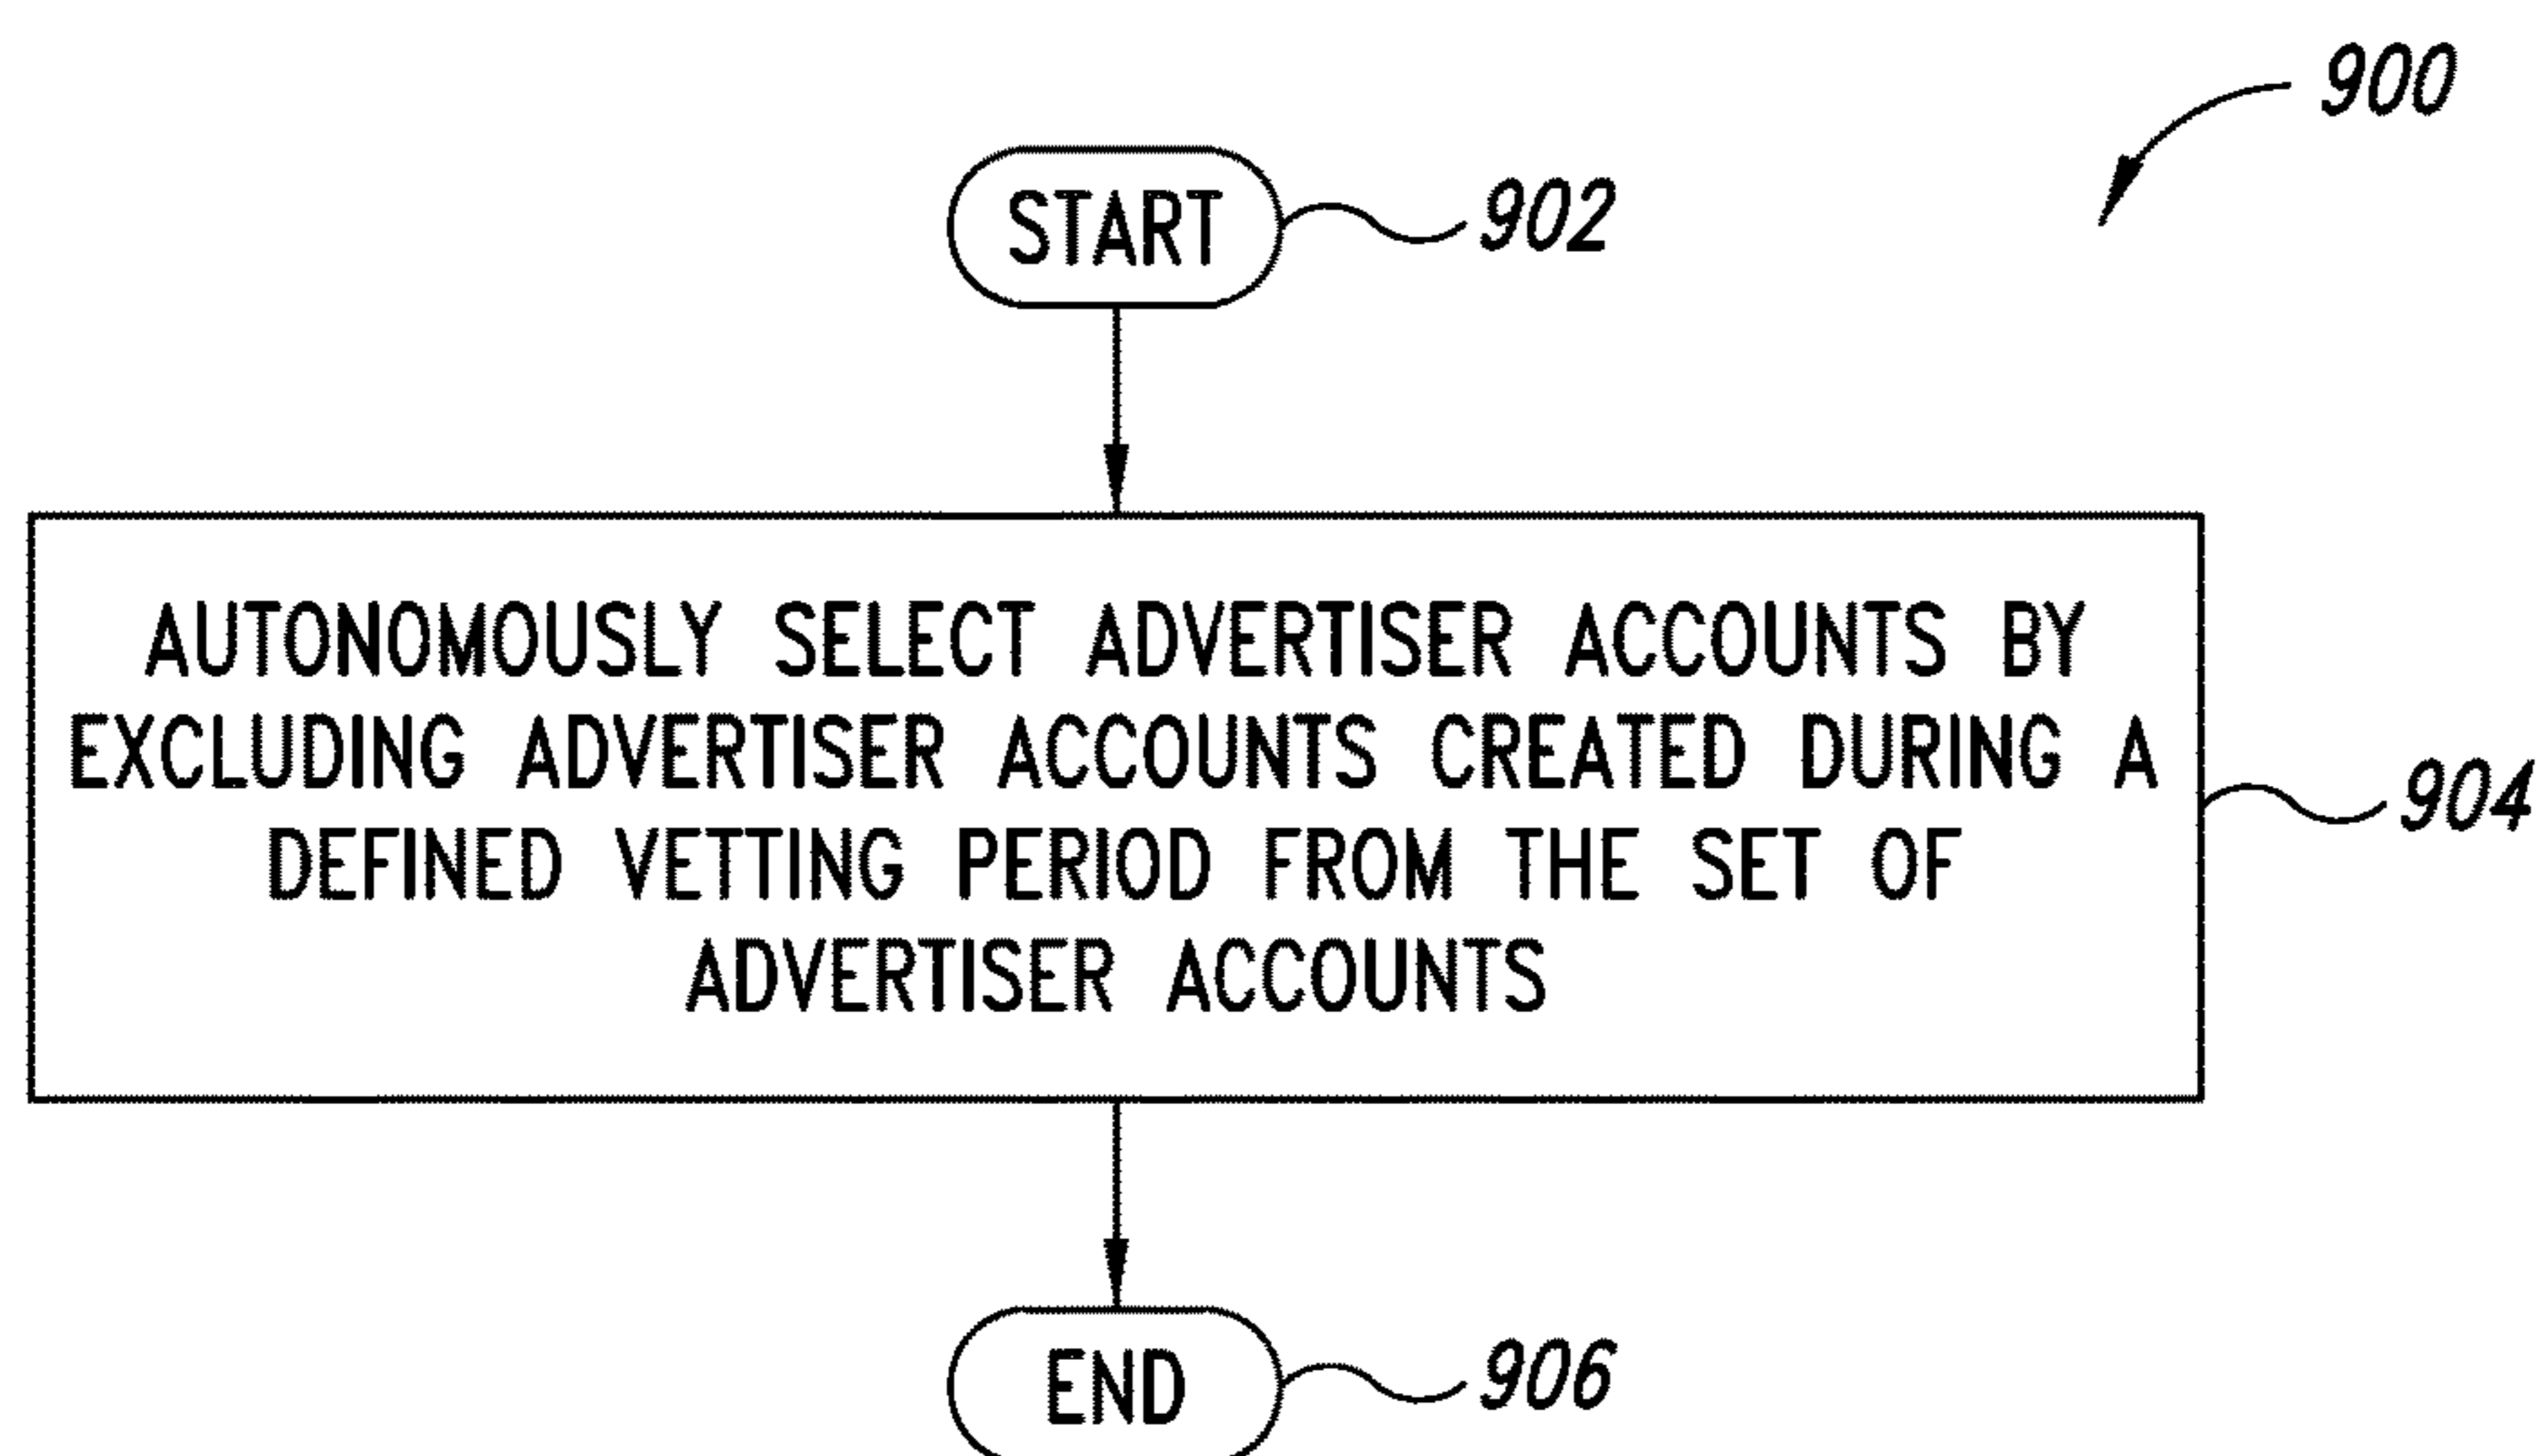 900
START
902
AUTONOMOUSLY SELECT ADVERTISER ACCOUNTS BY
EXCLUDING ADVERTISER ACCOUNTS CREATED DURING A
DEFINED VETTING PERIOD FROM THE SET OF
ADVERTISER ACCOUNTS
904
END
906